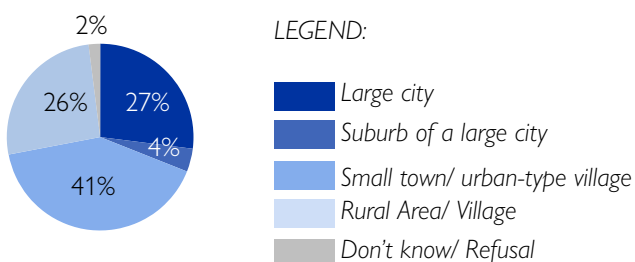 2%
27%
4%
41%
26%
LEGEND:
Large city
Suburb of a large city
Small town/ urban-type village
Rural Area/ Village
Don't know/ Refusal